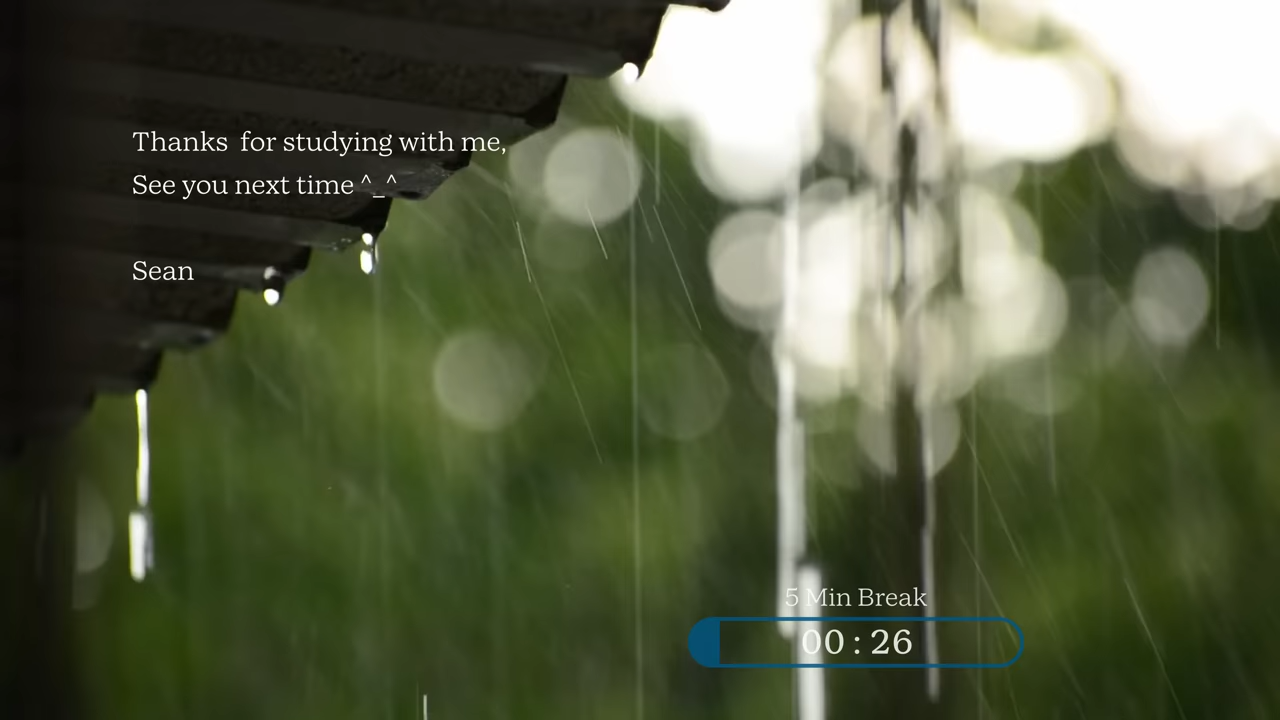 Thanks  for studying with me,
See you next time ^_^
Sean
5 Min Break
00 : 26